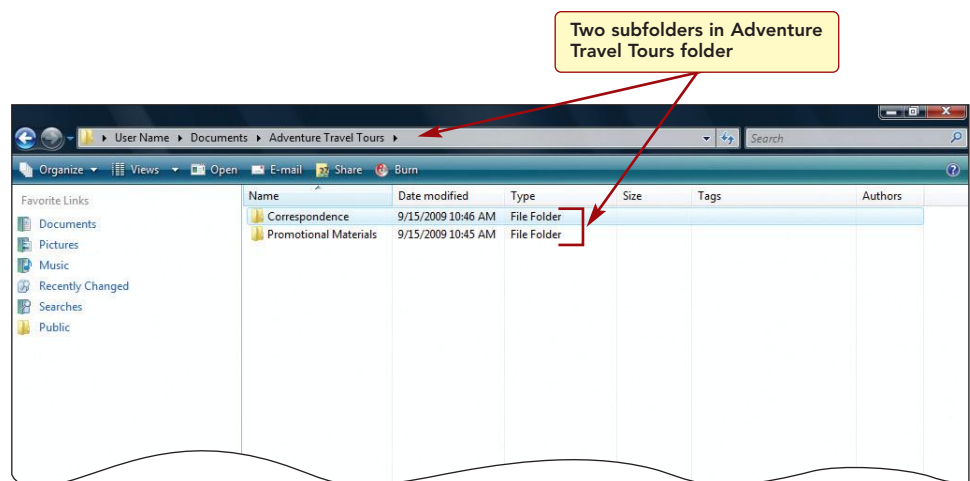 Two subfolders in Adventure
Travel Tours folder
User Name Documents Adventure Travel Tours Search
Organize Views Open E-mail Share Burn ?
Favorite Links
Documents
Pictures
Music
Recently Changed
Searches
Public
Name Date modified Type Size Tags Authors
Correspondence 9/15/2009 10:46 AM File Folder
Promotional Materials 9/15/2009 10:45 AM File Folder